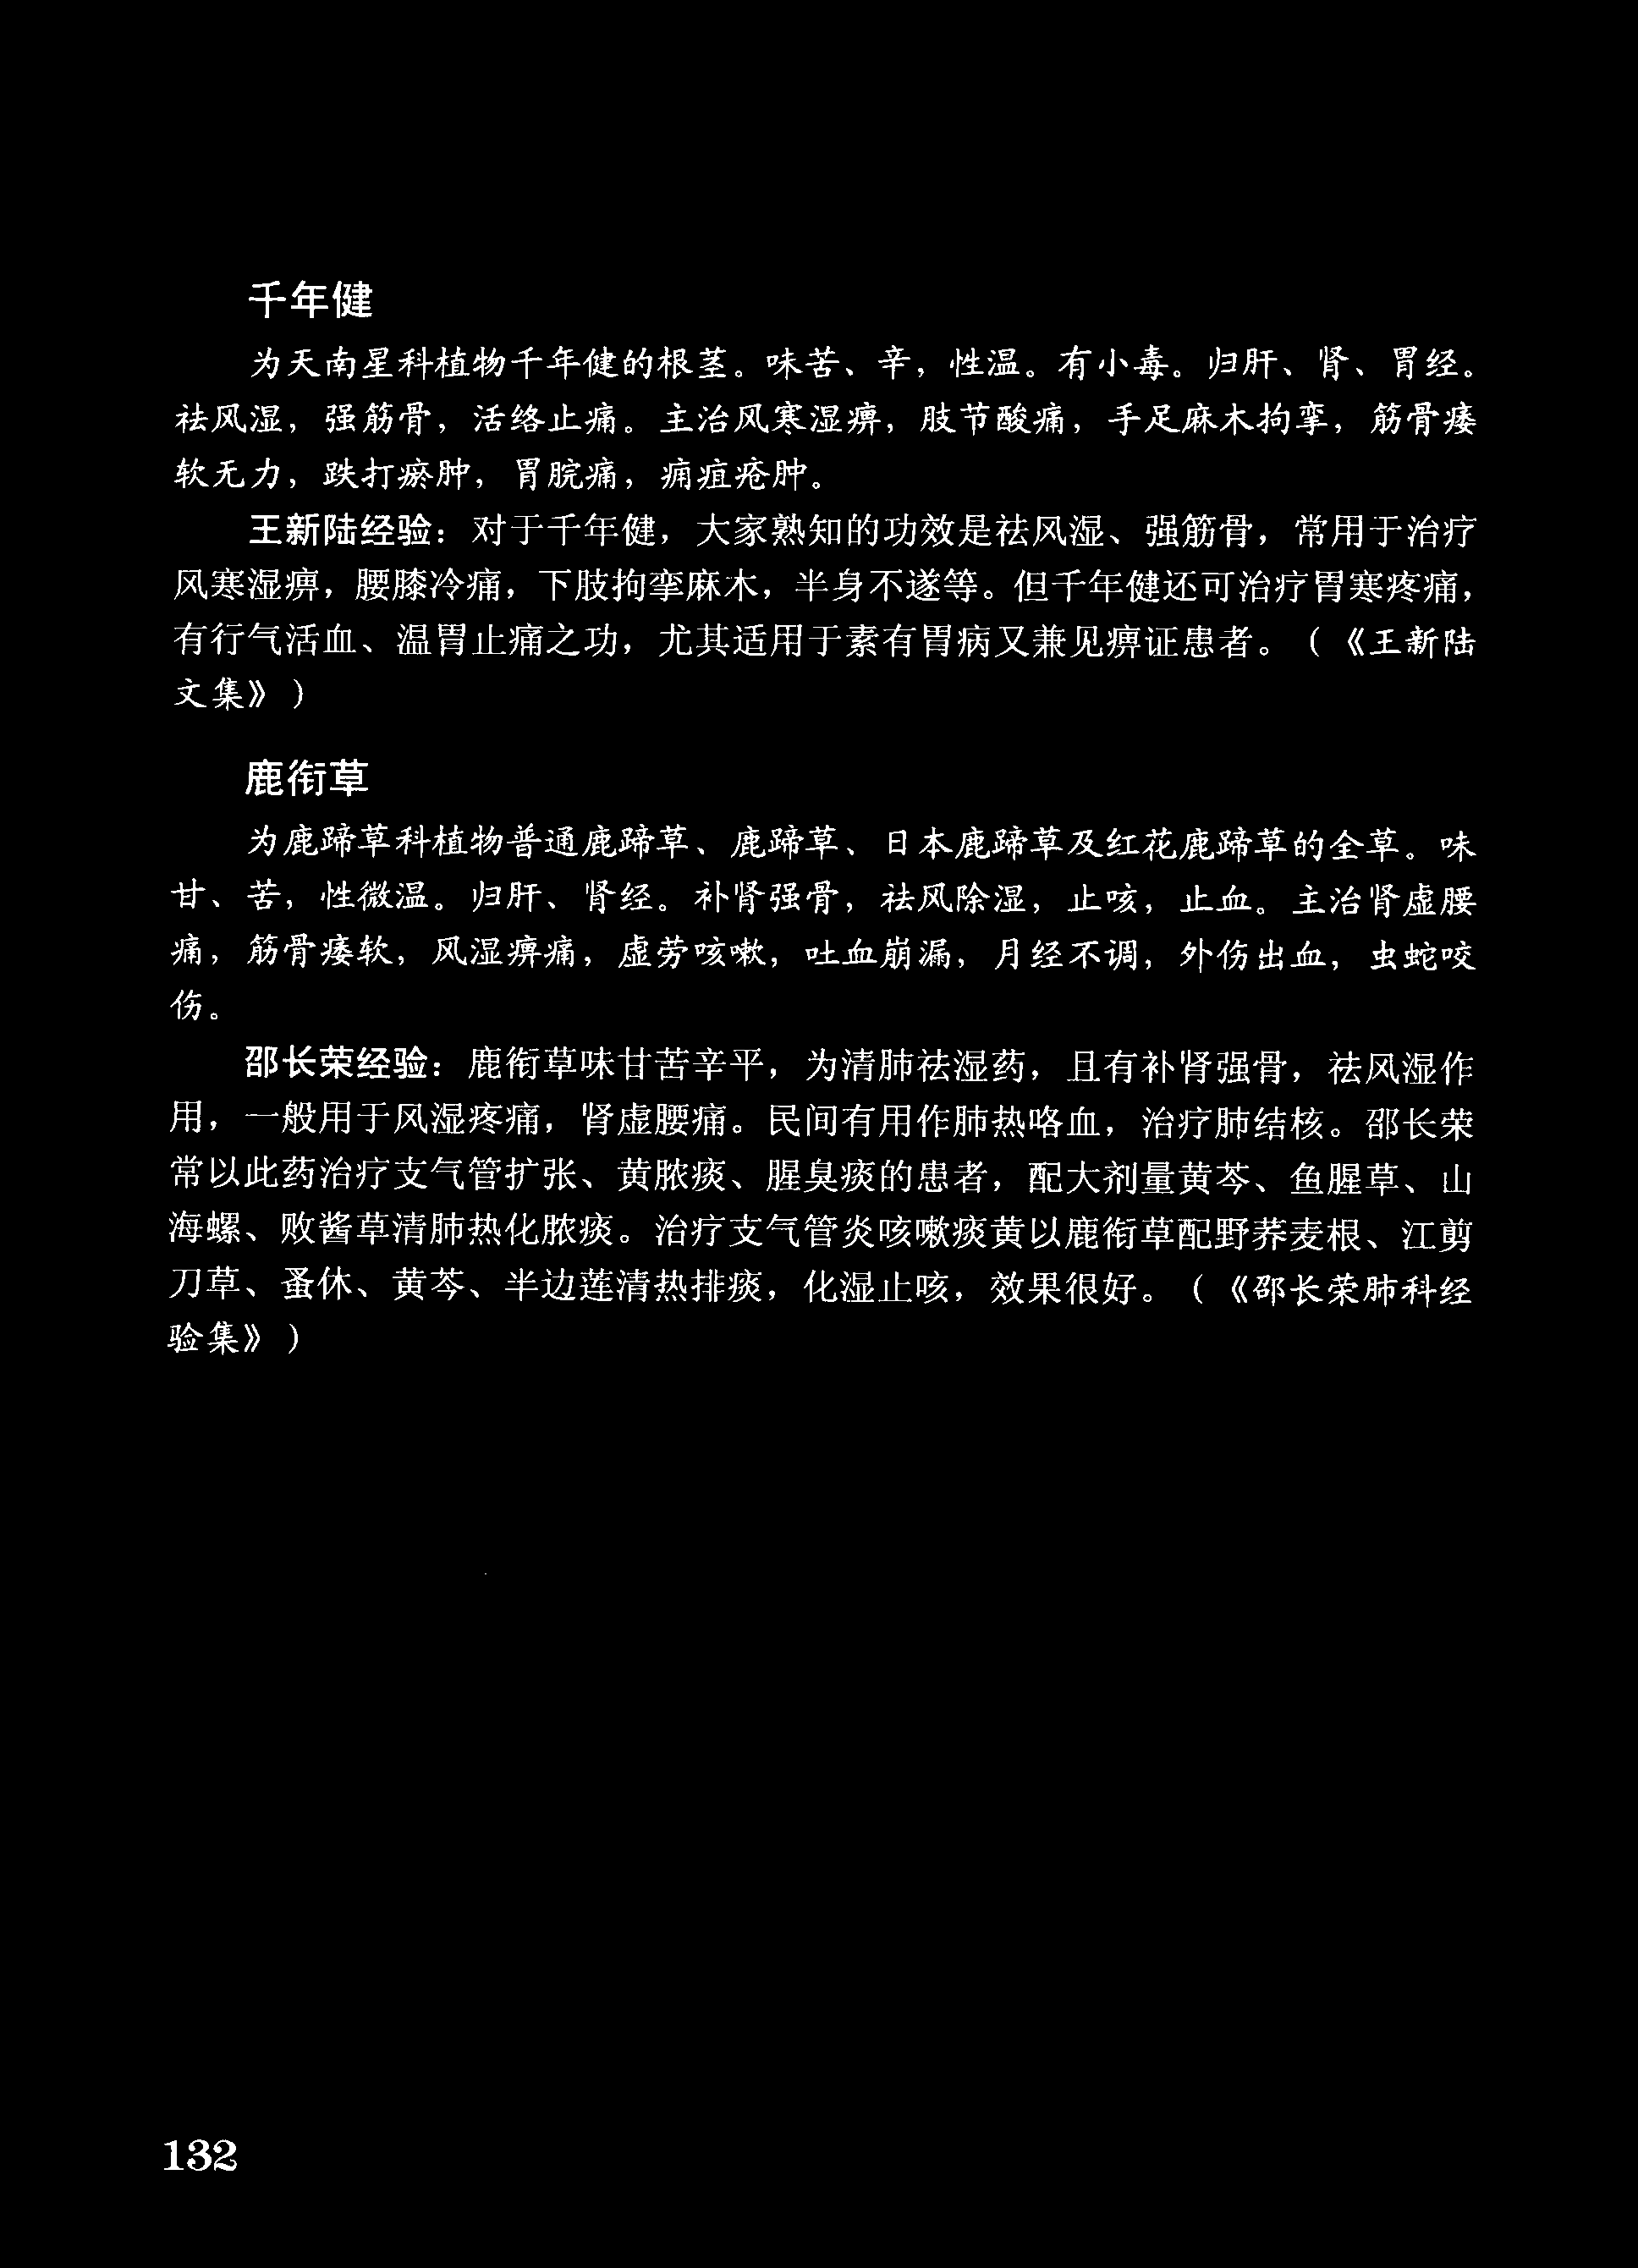 千年健
为天南星科植物千年健的根茎。味苦、辛，性温。有小毒。归肝、肾、胃经。
祛风湿，强筋骨，活络止痛。主治风寒湿痹，肢节酸痛，手足麻木拘挛，筋骨痿
软无力，跌打瘀肿，胃脘痛，痈疽疮肿。
王新陆经验：对于千年健，大家熟知的功效是祛风湿、强筋骨，常用于治疗
风寒湿痹，腰膝冷痛，下肢拘挛麻木，半身不遂等。但千年健还可治疗胃寒疼痛，
有行气活血、温胃止痛之功，尤其适用于素有胃病又兼见痹证患者。（《王新陆
文集》）
鹿衔草
为鹿蹄草科植物普通鹿蹄草、鹿蹄草、日本鹿蹄草及红花鹿蹄草的全草。味
甘、苦，性微温。归肝、肾经。补肾强骨，祛风除湿，止咳，止血。主治肾虚腰
痛，筋骨痿软，风湿痹痛，虚劳咳嗽，吐血崩漏，月经不调，外伤出血，虫蛇咬
伤。
邵长荣经验：鹿衔草味甘苦辛平，为清肺祛湿药，且有补肾强骨，祛风湿作
用，一般用于风湿疼痛，肾虚腰痛。民间有用作肺热咯血，治疗肺结核。邵长荣
常以此药治疗支气管扩张、黄脓痰、腥臭痰的患者，配大剂量黄芩、鱼腥草、山
海螺、败酱草清肺热化脓痰。治疗支气管炎咳嗽痰黄以鹿衔草配野荞麦根、江剪
刀草、蚤休、黄芩、半边莲清热排痰，化湿止咳，效果很好。（《邵长荣肺科经
验集》）
132